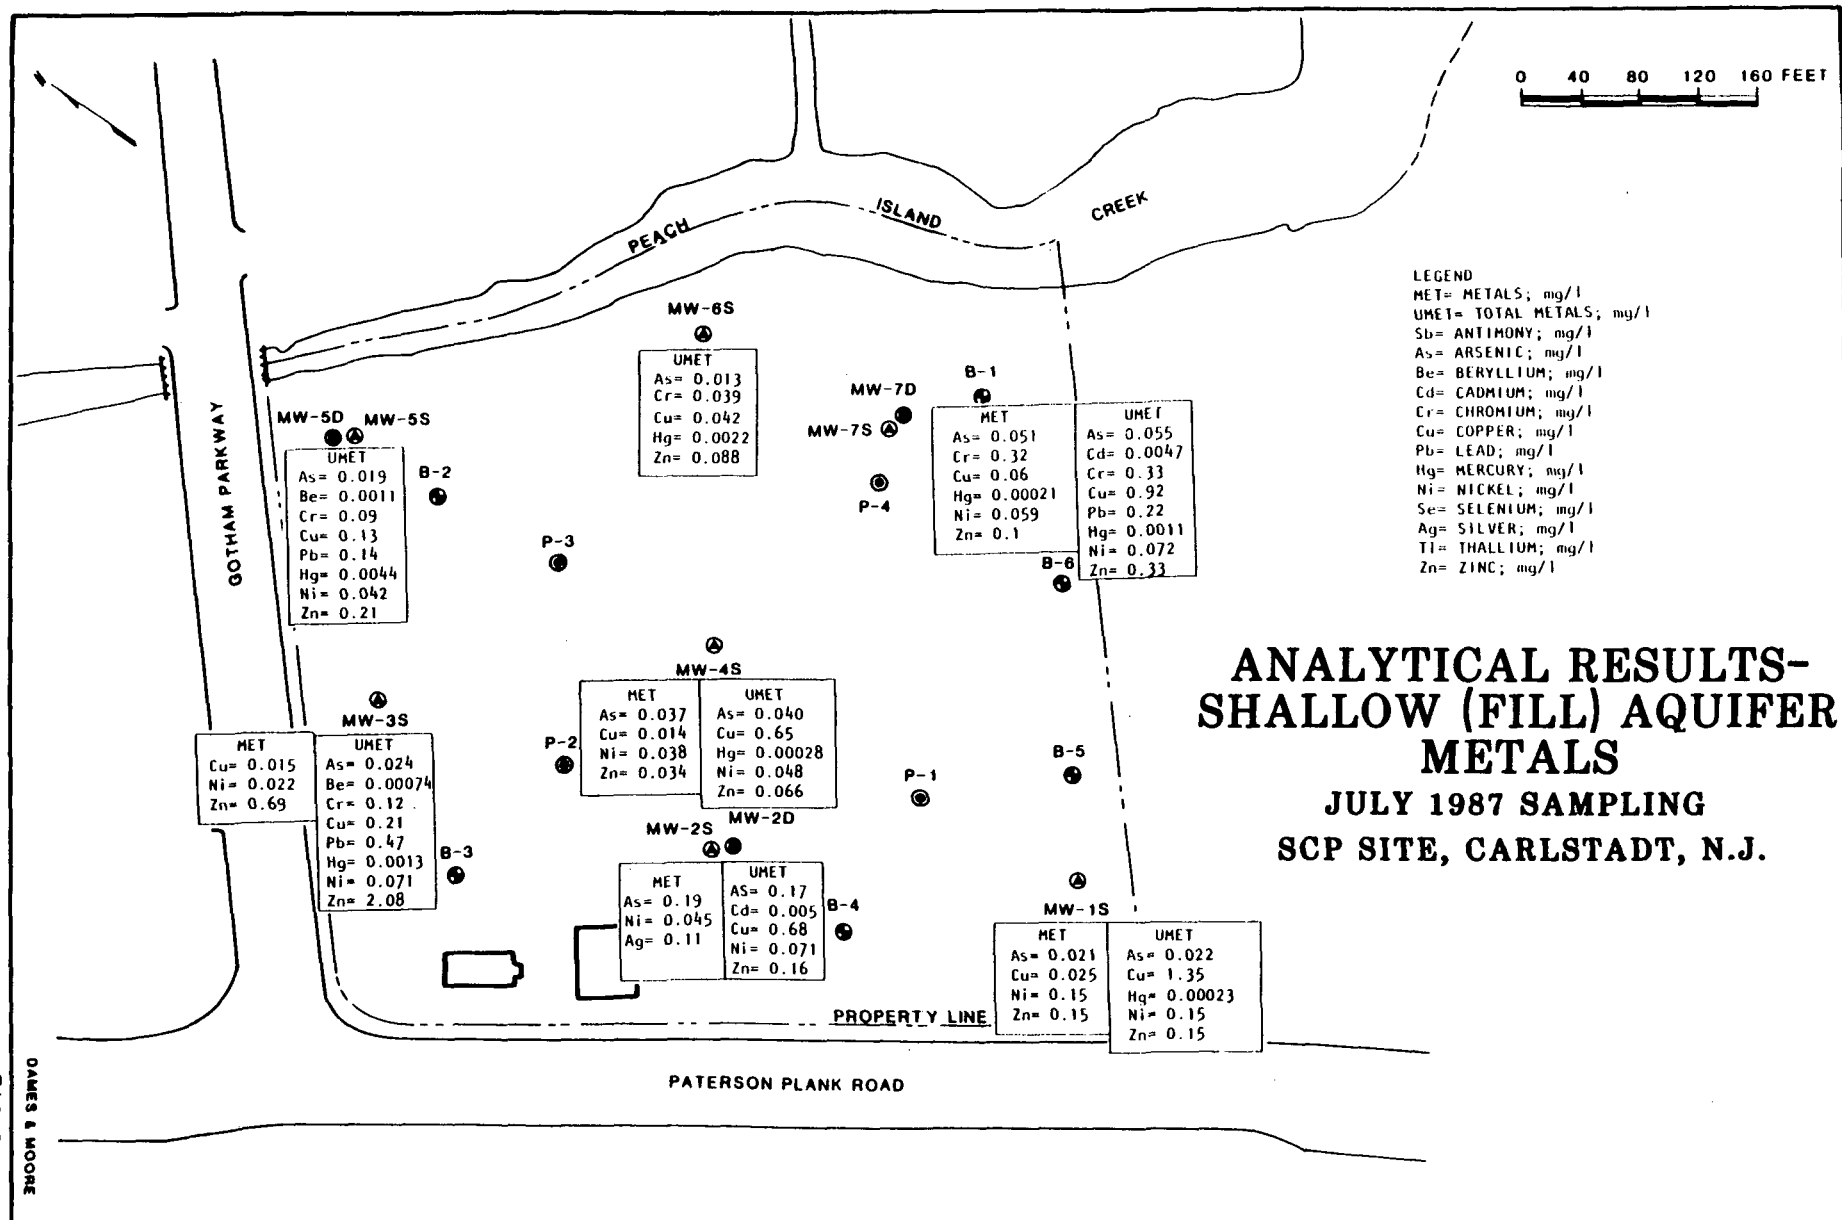 0 40 80 120 160 FEET
PEACH ISLAND CREEK
LEGEND
MET= METALS; mg/l
UMET= TOTAL METALS; mg/l
Sb= ANTIMONY; mg/l
As= ARSENIC; mg/l
Be= BERYLLIUM; mg/l
Cd= CADMIUM; mg/l
Cr= CHROMIUM; mg/l
Cu= COPPER; mg/l
Pb= LEAD; mg/l
Hg= MERCURY; mg/l
Ni= NICKEL; mg/l
Se= SELENIUM; mg/l
Ag= SILVER; mg/l
Tl= THALLIUM; mg/l
Zn= ZINC; mg/l
MW-6S
UMET
As= 0.013
Cr= 0.039
Cu= 0.042
Hg= 0.0022
Zn= 0.088
MW-7D
MW-7S
P-4
B-1
MET
As= 0.051
Cr= 0.32
Cu= 0.06
Hg= 0.00021
Ni= 0.059
Zn= 0.1
UMET
As= 0.055
Cd= 0.0047
Cr= 0.33
Cu= 0.92
Pb= 0.22
Hg= 0.0011
Ni= 0.072
Zn= 0.33
B-6
GOTHAM PARKWAY
MW-5D
MW-5S
UMET
As= 0.019
Be= 0.0011
Cr= 0.09
Cu= 0.13
Pb= 0.14
Hg= 0.0044
Ni= 0.042
Zn= 0.21
B-2
P-3
MW-4S
MET
As= 0.037
Cu= 0.014
Ni= 0.038
Zn= 0.034
UMET
As= 0.040
Cu= 0.65
Hg= 0.00028
Ni= 0.048
Zn= 0.066
P-2
P-1
B-5
MW-3S
MET
Cu= 0.015
Ni= 0.022
Zn= 0.69
UMET
As= 0.024
Be= 0.00074
Cr= 0.12
Cu= 0.21
Pb= 0.47
Hg= 0.0013
Ni= 0.071
Zn= 2.08
B-3
MW-2S
MW-2D
MET
As= 0.19
Ni= 0.045
Ag= 0.11
UMET
AS= 0.17
Cd= 0.005
Cu= 0.68
Ni= 0.071
Zn= 0.16
B-4
MW-1S
MET
As= 0.021
Cu= 0.025
Ni= 0.15
Zn= 0.15
UMET
As= 0.022
Cu= 1.35
Hg= 0.00023
Ni= 0.15
Zn= 0.15
PROPERTY LINE
PATERSON PLANK ROAD
ANALYTICAL RESULTS-
SHALLOW (FILL) AQUIFER
METALS
JULY 1987 SAMPLING
SCP SITE, CARLSTADT, N.J.
DAMES & MOORE